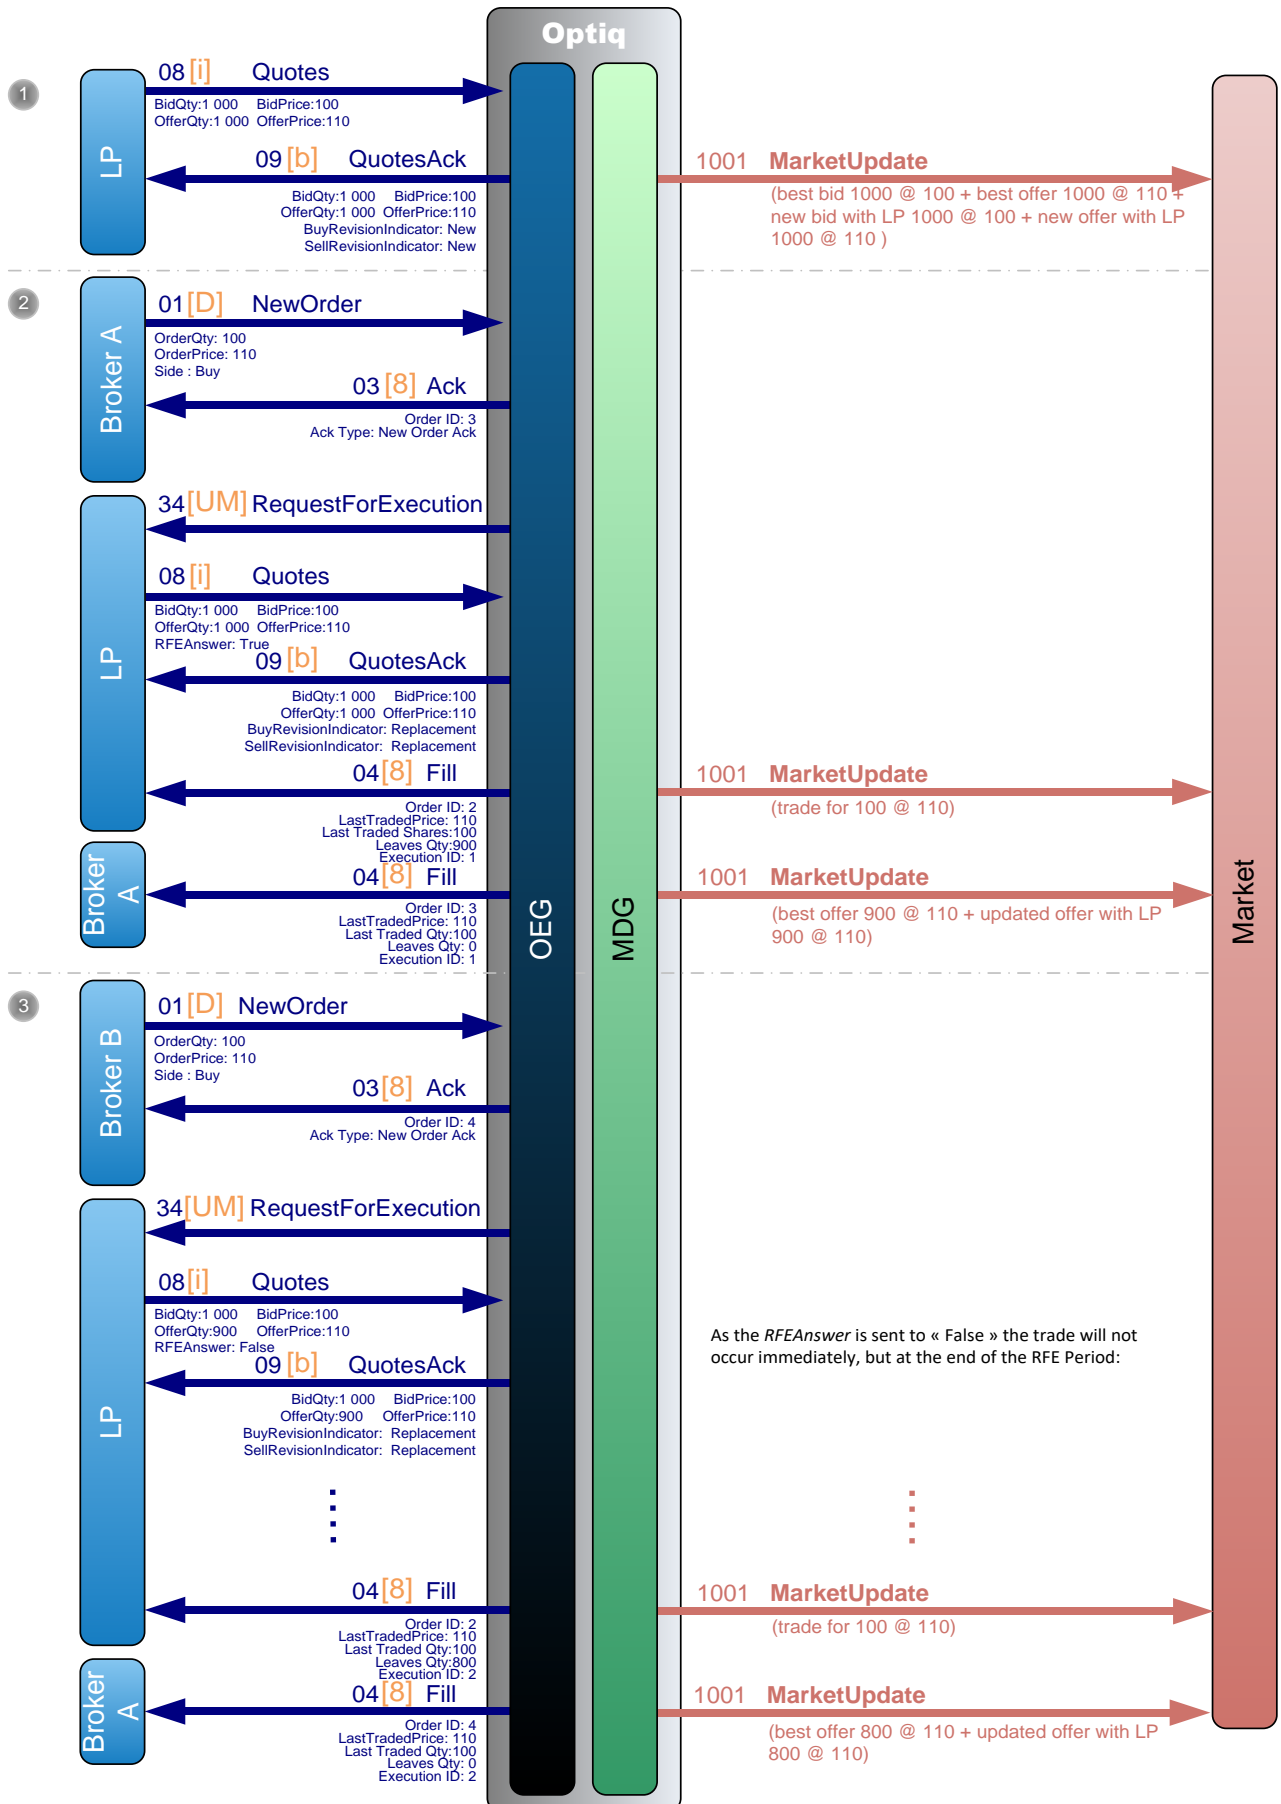 Optiq
1
LP
08 [i] Quotes
BidQty:1 000 BidPrice:100
OfferQty:1 000 OfferPrice:110
09 [b] QuotesAck
BidQty:1 000 BidPrice:100
OfferQty:1 000 OfferPrice:110
BuyRevisionIndicator: New
SellRevisionIndicator: New
1001 MarketUpdate
(best bid 1000 @ 100 + best offer 1000 @ 110 +
new bid with LP 1000 @ 100 + new offer with LP
1000 @ 110 )
2
Broker A
01 [D] NewOrder
OrderQty: 100
OrderPrice: 110
Side : Buy
03 [8] Ack
Order ID: 3
Ack Type: New Order Ack
LP
34 [UM] RequestForExecution
08 [i] Quotes
BidQty:1 000 BidPrice:100
OfferQty:1 000 OfferPrice:110
RFEAnswer: True
09 [b] QuotesAck
BidQty:1 000 BidPrice:100
OfferQty:1 000 OfferPrice:110
BuyRevisionIndicator: Replacement
SellRevisionIndicator: Replacement
04 [8] Fill
Order ID: 2
LastTradedPrice: 110
Last Traded Shares:100
Leaves Qty:900
Execution ID: 1
1001 MarketUpdate
(trade for 100 @ 110)
Broker
A
04 [8] Fill
Order ID: 3
LastTradedPrice: 110
Last Traded Qty:100
Leaves Qty: 0
Execution ID: 1
1001 MarketUpdate
(best offer 900 @ 110 + updated offer with LP
900 @ 110)
OEG
MDG
Market
3
Broker B
01 [D] NewOrder
OrderQty: 100
OrderPrice: 110
Side : Buy
03 [8] Ack
Order ID: 4
Ack Type: New Order Ack
LP
34 [UM] RequestForExecution
08 [i] Quotes
BidQty:1 000 BidPrice:100
OfferQty:900 OfferPrice:110
RFEAnswer: False
09 [b] QuotesAck
BidQty:1 000 BidPrice:100
OfferQty:900 OfferPrice:110
BuyRevisionIndicator: Replacement
SellRevisionIndicator: Replacement
As the RFEAnswer is sent to « False » the trade will not
occur immediately, but at the end of the RFE Period:
04 [8] Fill
Order ID: 2
LastTradedPrice: 110
Last Traded Qty:100
Leaves Qty:800
Execution ID: 2
1001 MarketUpdate
(trade for 100 @ 110)
Broker
A
04 [8] Fill
Order ID: 4
LastTradedPrice: 110
Last Traded Qty:100
Leaves Qty: 0
Execution ID: 2
1001 MarketUpdate
(best offer 800 @ 110 + updated offer with LP
800 @ 110)